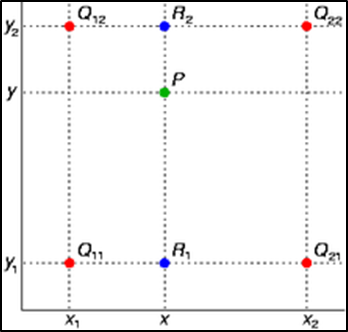 y₂ Q₁₂ R₂ Q₂₂
y P
y₁ Q₁₁ R₁ Q₂₁
x₁ x x₂